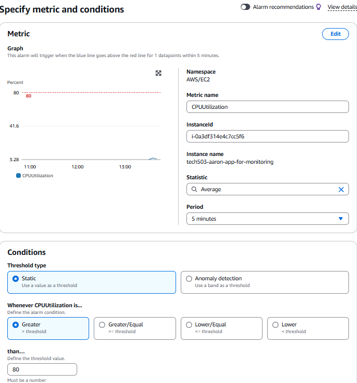 Specify metric and conditions
Alarm recommendations
View details
Metric
Edit
Graph
This alarm will trigger when the blue line goes above the red line for 1 datapoints within 5 minutes.
Percent
80
80
41.6
3.28
11:00
12:00
13:00
CPUUtilization
Namespace
AWS/EC2
Metric name
CPUUtilization
InstanceId
i-0a3df314e4c7cc5f6
Instance name
tech503-aaron-app-for-monitoring
Statistic
Average
Period
5 minutes
Conditions
Threshold type
Static
Use a value as a threshold
Anomaly detection
Use a band as a threshold
Whenever CPUUtilization is...
Define the alarm condition.
Greater
> threshold
Greater/Equal
>= threshold
Lower/Equal
<= threshold
Lower
< threshold
than...
Define the threshold value.
80
Must be a number